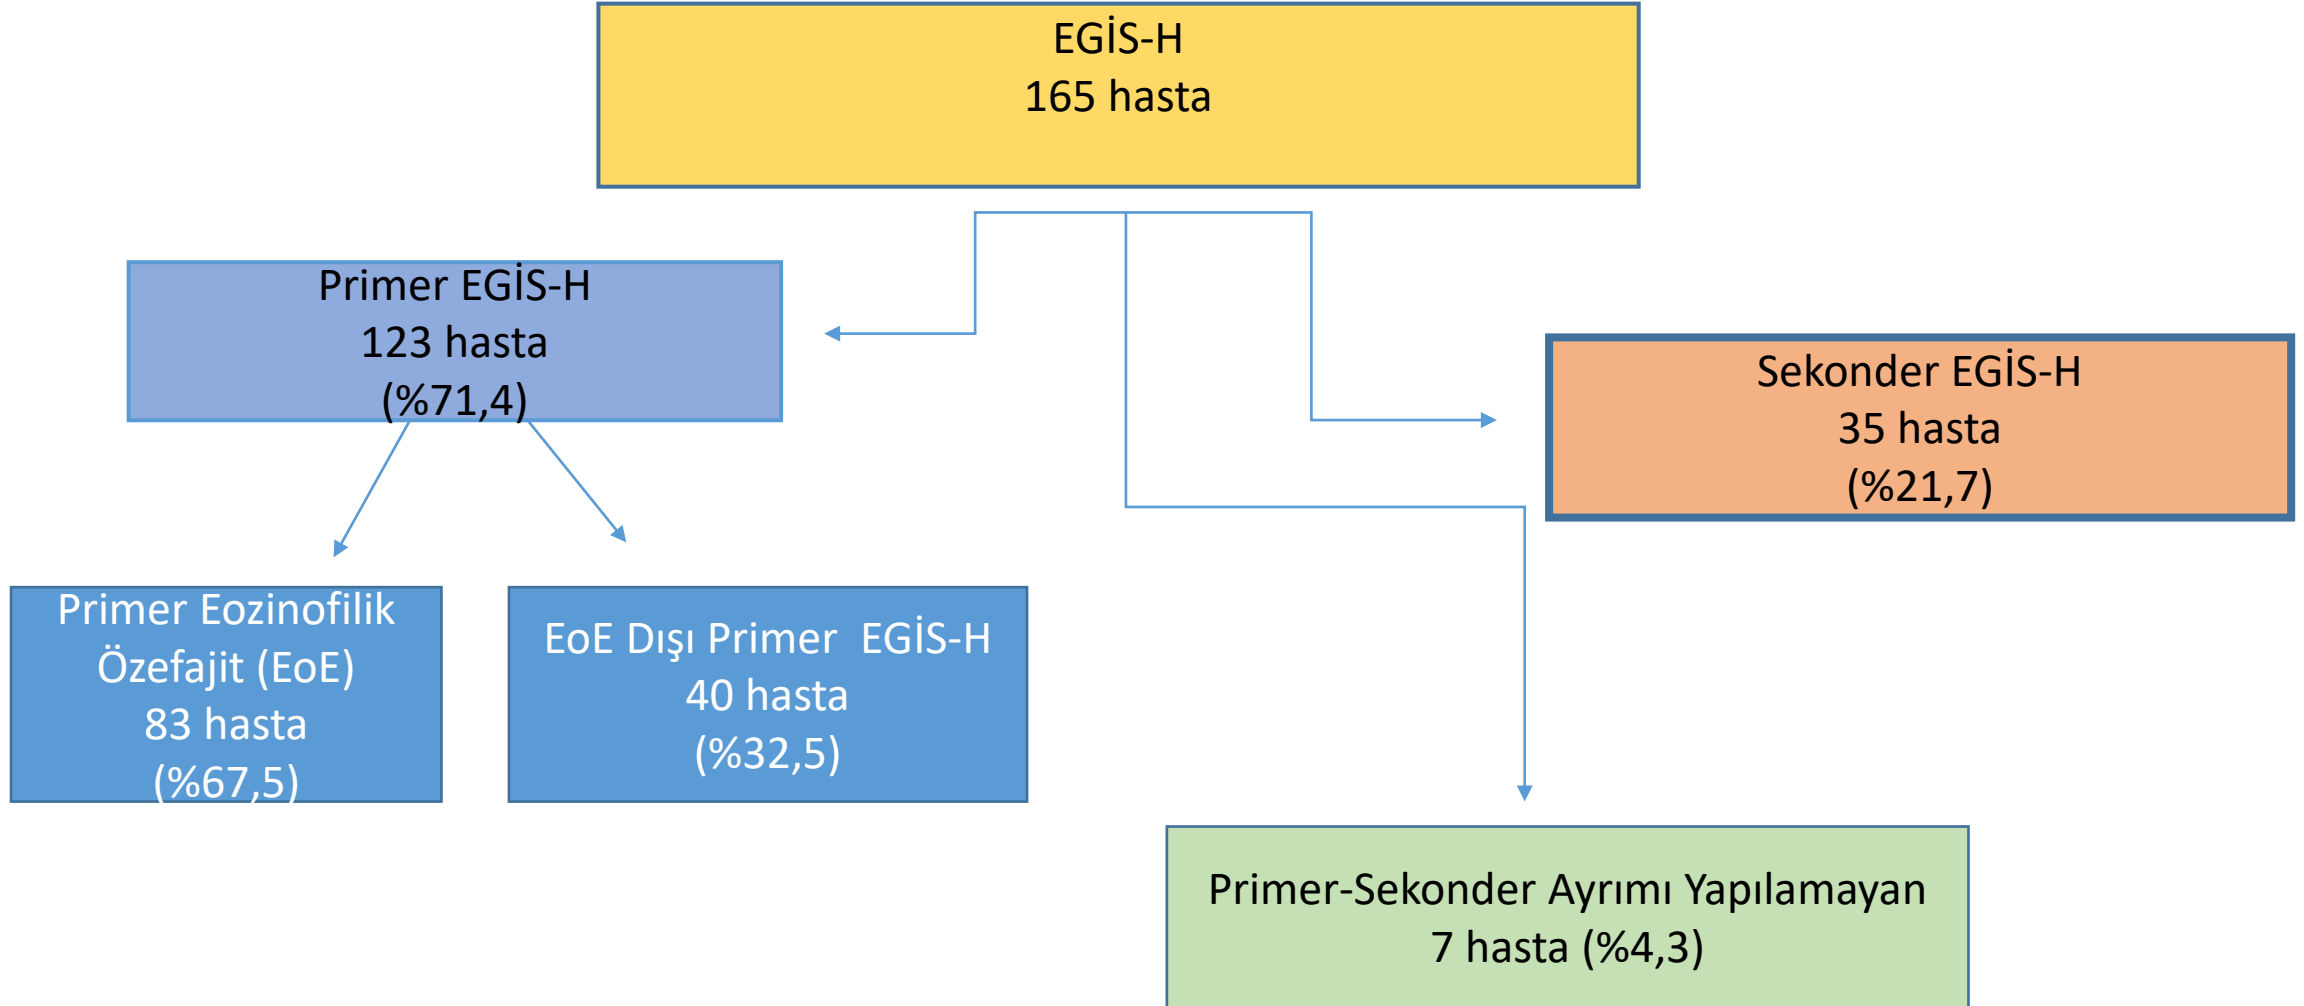 EGİS-H
165 hasta
Primer EGİS-H
123 hasta
(%71,4)
Sekonder EGİS-H
35 hasta
(%21,7)
Primer Eozinofilik
Özefajit (EoE)
83 hasta
(%67,5)
EoE Dışı Primer  EGİS-H
40 hasta
(%32,5)
Primer-Sekonder Ayrımı Yapılamayan
7 hasta (%4,3)